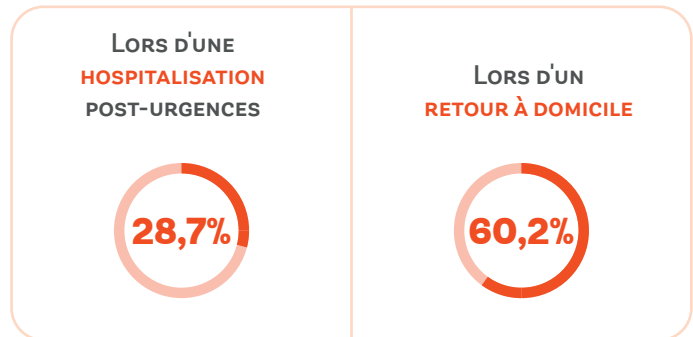 Lors d'une
hospitalisation
post-urgences
28,7%
Lors d'un
retour à domicile
60,2%